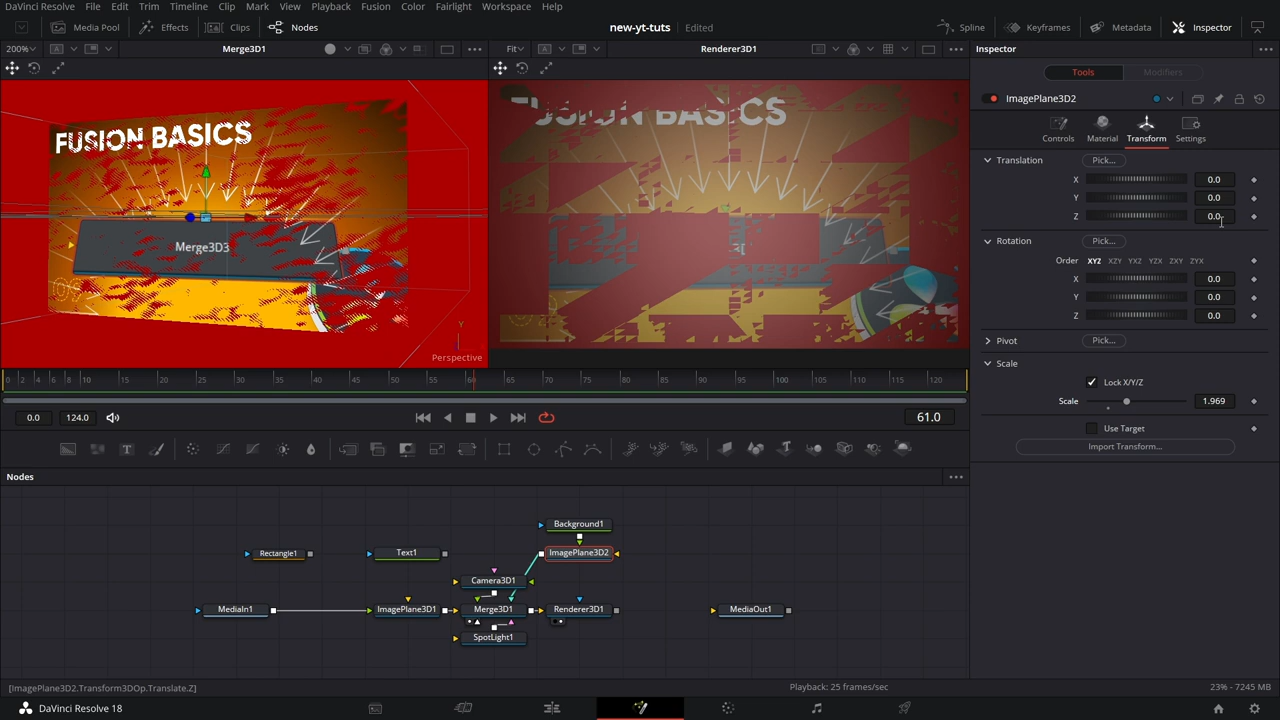 DaVinci Resolve File Edit Trim Timeline Clip Mark View Playback Fusion Color Fairlight Workspace Help
Media Pool Effects Clips Nodes new-yt-tuts Edited Spline Keyframes Metadata Inspector
200% Merge3D1 Fit Renderer3D1 Inspector
Tools Modifiers
ImagePlane3D2
Controls Material Transform Settings
Translation Pick...
X 0.0
Y 0.0
Z 0.0
Rotation Pick...
Order XYZ XZY YXZ YZX ZXY ZYX
X 0.0
Y 0.0
Z 0.0
Pivot Pick...
Scale
Lock X/Y/Z
Scale 1.969
Use Target
Import Transform...
FUSION BASICS
Merge3D3
Y
Perspective
BASICS
0 2 4 6 8 10 15 20 25 30 35 40 45 50 55 60 65 70 75 80 85 90 95 100 105 110 115 120
0.0 124.0 61.0
Nodes
Background1
Rectangle1 Text1 ImagePlane3D2
Camera3D1
MediaIn1 ImagePlane3D1 Merge3D1 Renderer3D1 MediaOut1
SpotLight1
[ImagePlane3D2.Transform3DOp.Translate.Z] Playback: 25 frames/sec 23% - 7245 MB
DaVinci Resolve 18